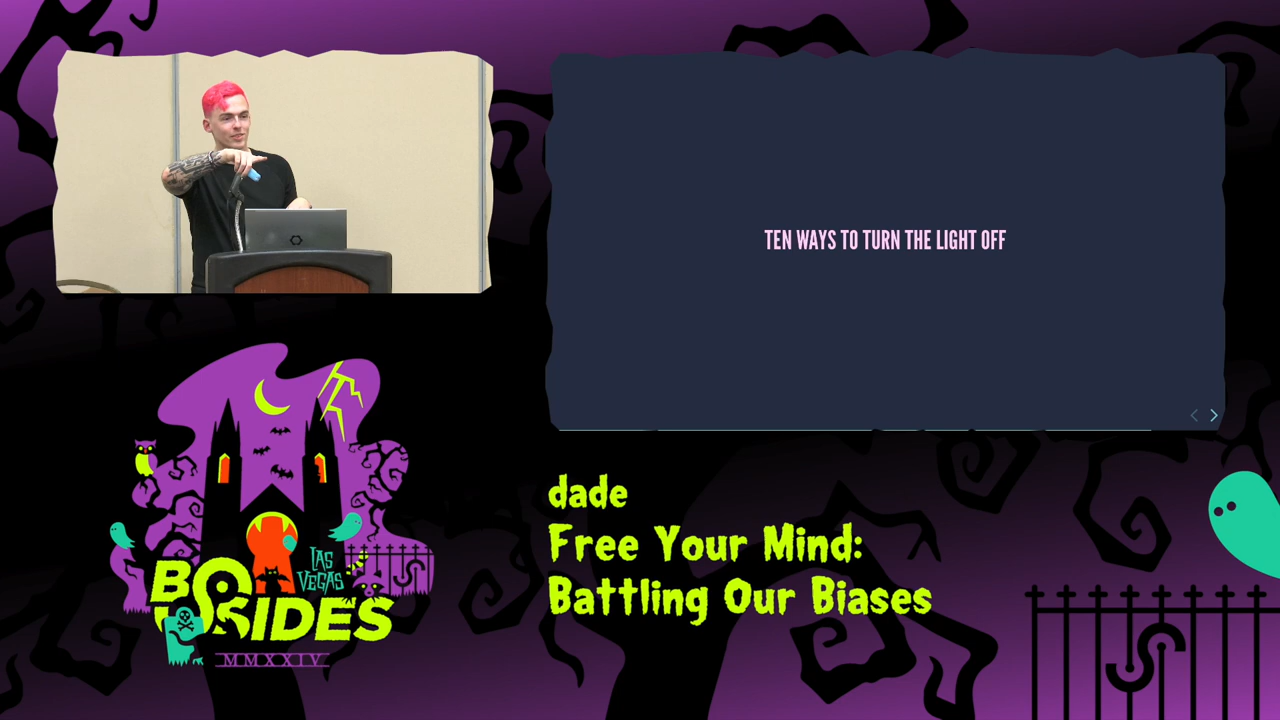 TEN WAYS TO TURN THE LIGHT OFF
dade
Free Your Mind:
Battling Our Biases
LAS
VEGAS
BSIDES
MMXXIV